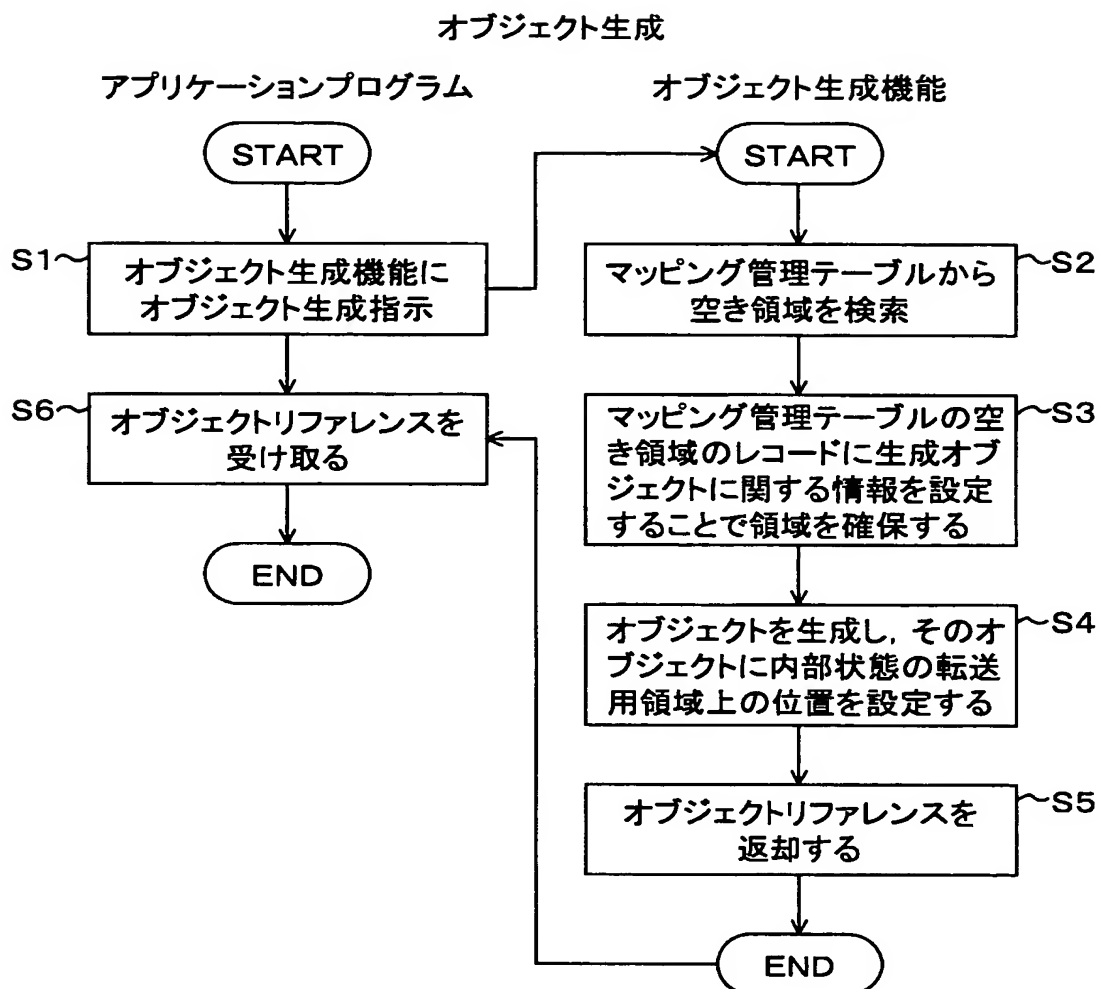 オブジェクト生成
アプリケーションプログラム
START
S1
オブジェクト生成機能に
オブジェクト生成指示
S6
オブジェクトリファレンスを
受け取る
END
オブジェクト生成機能
START
S2
マッピング管理テーブルから
空き領域を検索
S3
マッピング管理テーブルの空
き領域のレコードに生成オブ
ジェクトに関する情報を設定
することで領域を確保する
S4
オブジェクトを生成し，そのオ
ブジェクトに内部状態の転送
用領域上の位置を設定する
S5
オブジェクトリファレンスを
返却する
END